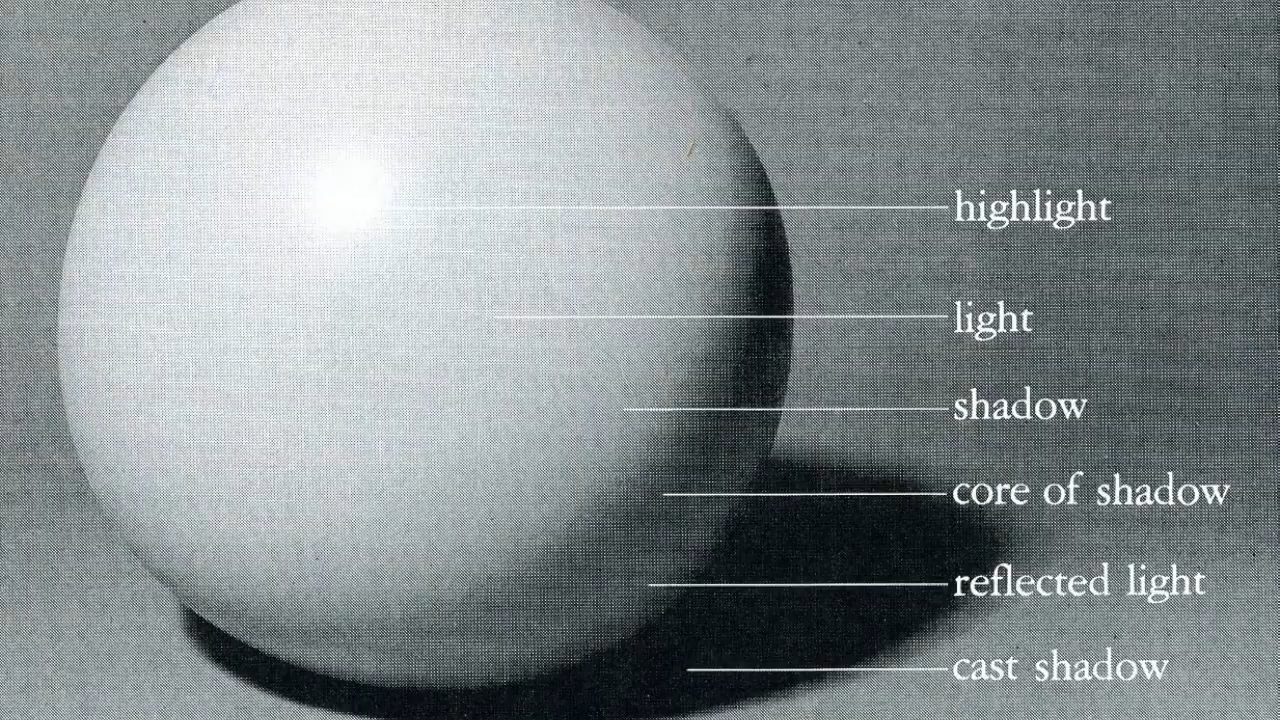 highlight
light
shadow
core of shadow
reflected light
cast shadow